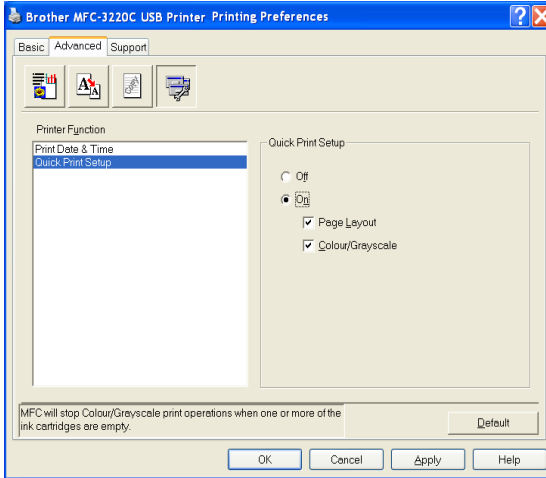 Brother MFC-3220C USB Printer Printing Preferences
Basic Advanced Support
Printer Function
Print Date & Time
Quick Print Setup
Quick Print Setup
Off
On
Page Layout
Colour/Grayscale
MFC will stop Colour/Grayscale print operations when one or more of the
ink cartridges are empty.
Default
OK Cancel Apply Help